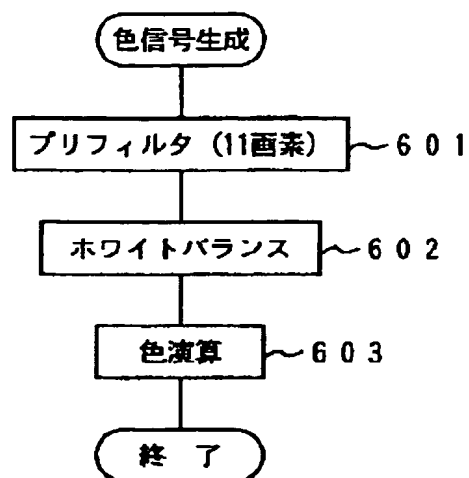 色信号生成
プリフィルタ (11画素) 601
ホワイトバランス 602
色演算 603
終了